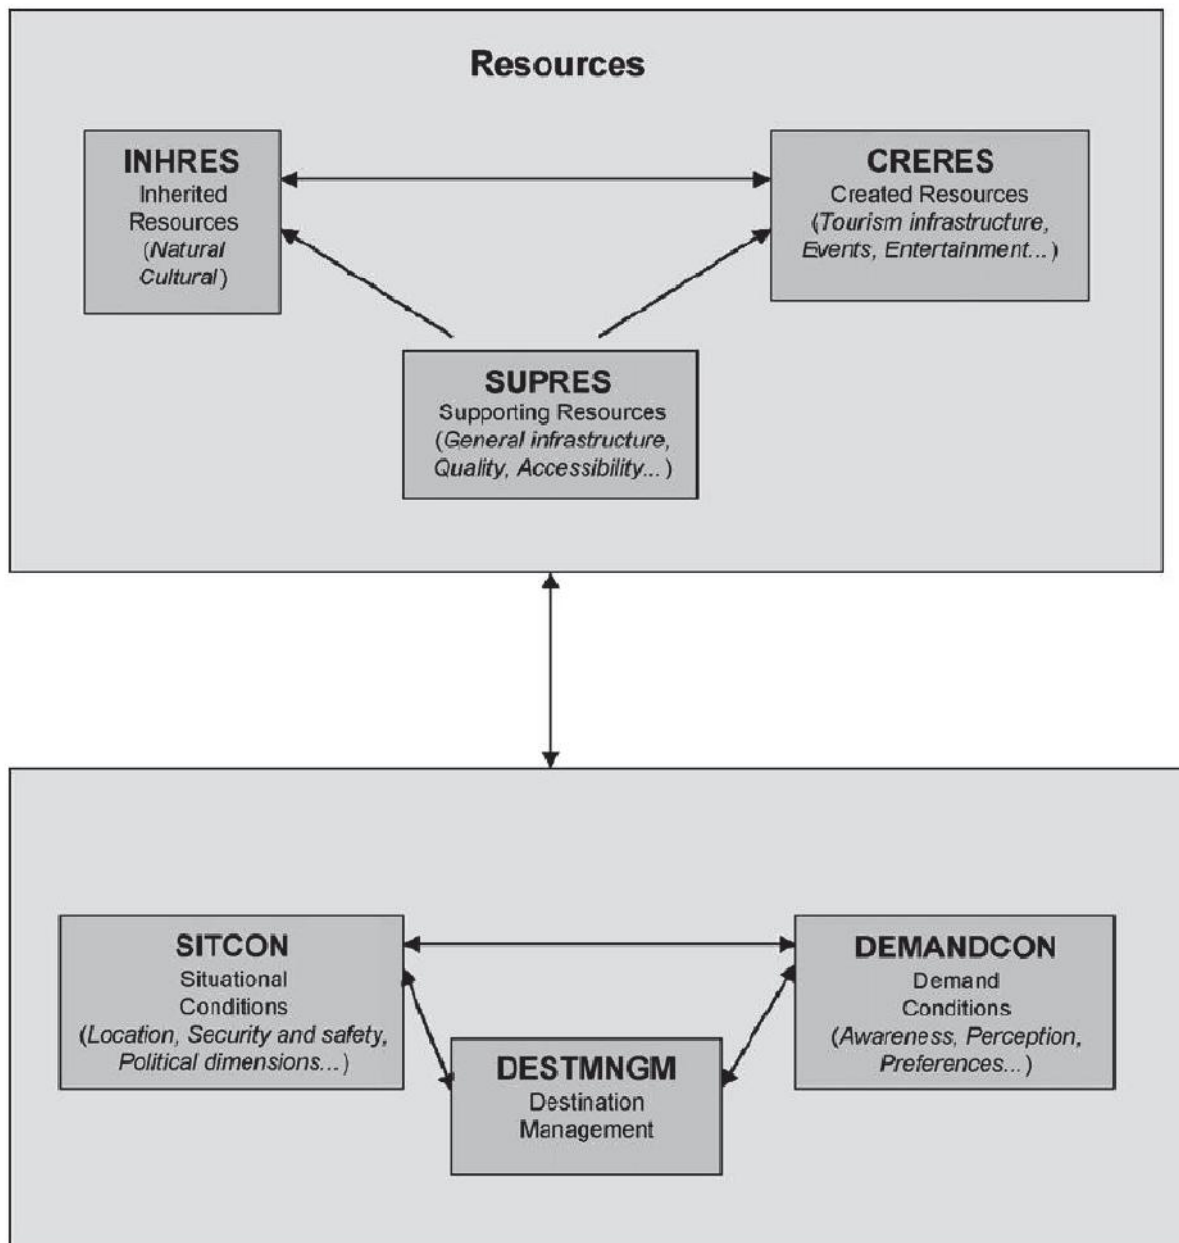 Resources
INHRES
Inherited
Resources
(Natural
Cultural)
CRERES
Created Resources
(Tourism infrastructure,
Events, Entertainment...)
SUPRES
Supporting Resources
(General infrastructure,
Quality, Accessibility...)
SITCON
Situational
Conditions
(Location, Security and safety,
Political dimensions...)
DEMANDCON
Demand
Conditions
(Awareness, Perception,
Preferences...)
DESTMNGM
Destination
Management